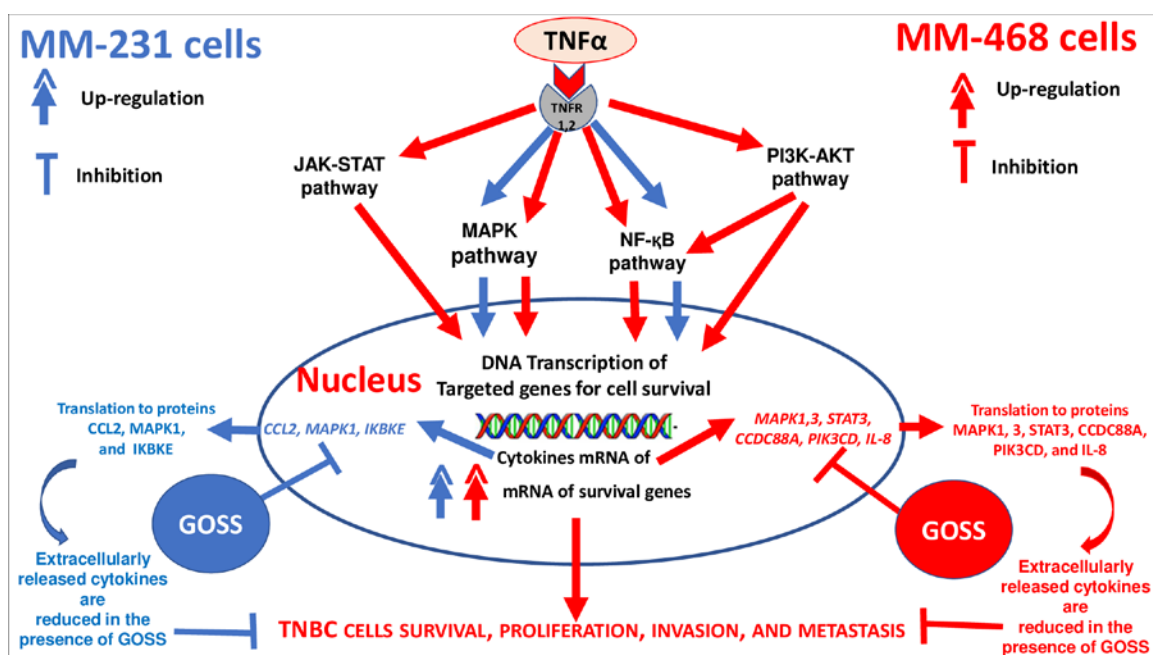 MM-231 cells
Up-regulation
Inhibition
TNFα
TNFR
1,2
MM-468 cells
Up-regulation
Inhibition
JAK-STAT
pathway
MAPK
pathway
NF-κB
pathway
PI3K-AKT
pathway
Nucleus
DNA Transcription of
Targeted genes for cell survival
Cytokines mRNA of
mRNA of survival genes
Translation to proteins
CCL2, MAPK1,
and IKBKE
CCL2, MAPK1, IKBKE
GOSS
Extracellularly
released cytokines
are
reduced in the
presence of GOSS
MAPK1,3, STAT3,
CCDC88A, PIK3CD, IL-8
Translation to proteins
MAPK1, 3, STAT3, CCDC88A,
PIK3CD, and IL-8
GOSS
Extracellularly
released cytokines
are
reduced in the
presence of GOSS
TNBC CELLS SURVIVAL, PROLIFERATION, INVASION, AND METASTASIS